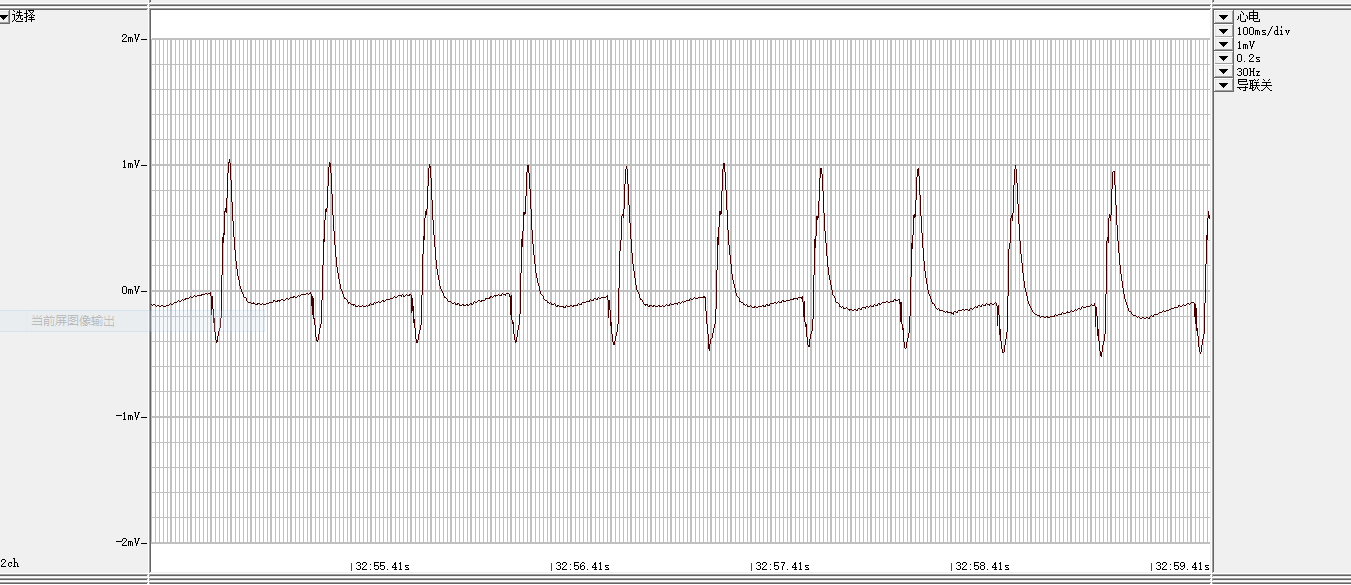 选择
心电
100ms/div
1mV
0.2s
30Hz
导联关
2mV
1mV
0mV
当前屏图像输出
-1mV
-2mV
2ch
32:55.41s
32:56.41s
32:57.41s
32:58.41s
32:59.41s